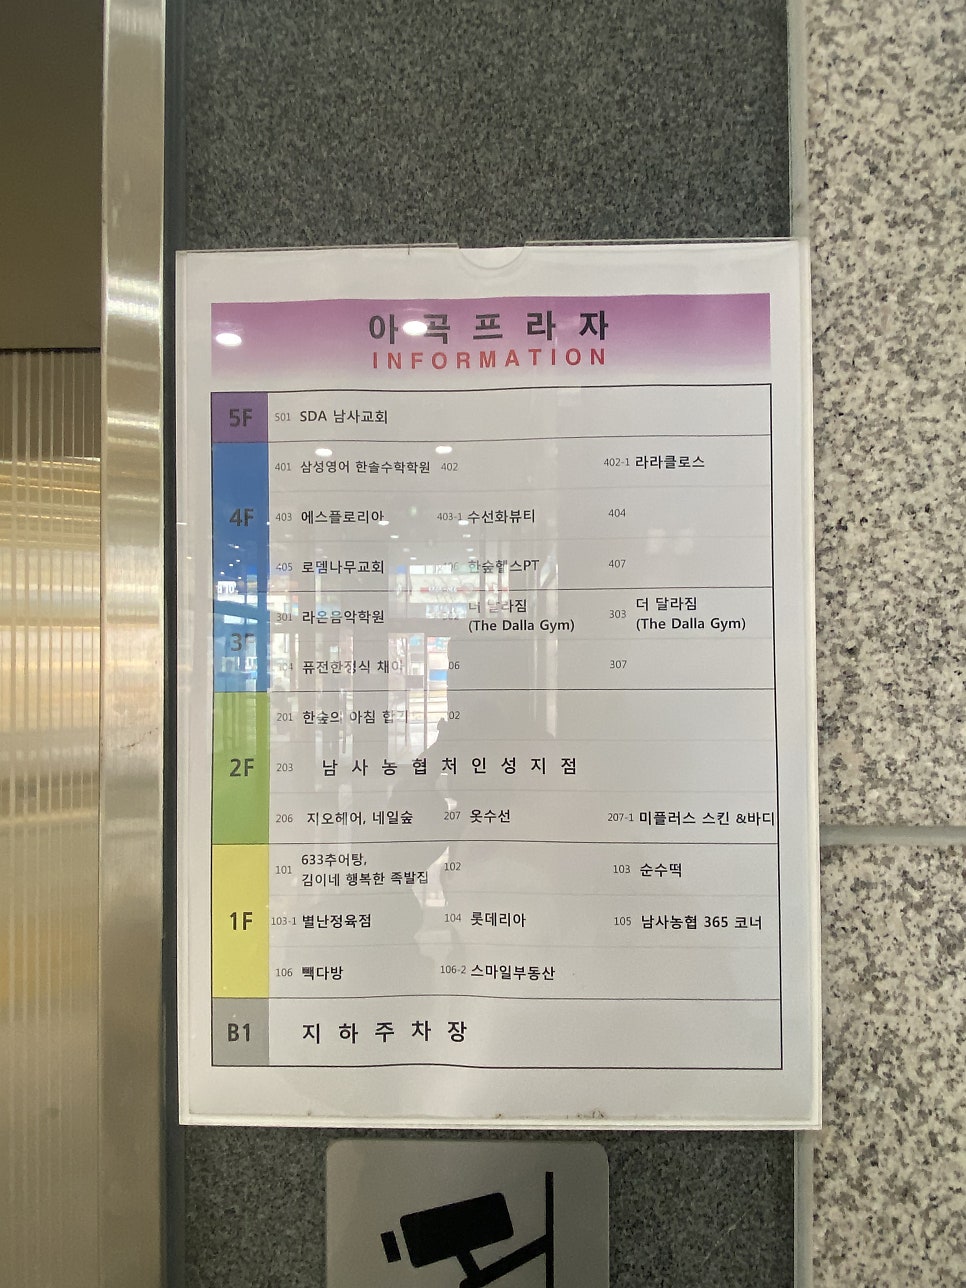 아곡프라자
INFORMATION
5F 501 SDA 남사교회
401 삼성영어 한솔수학학원 402 402-1 라라클로스
4F 403 에스플로리아 403-1 수선화뷰티 404
405 로뎀나무교회 한숲헬스PT 407
301 라온음악학원 더 달라짐 303 더 달라짐
(The Dalla Gym) (The Dalla Gym)
3F 퓨전한정식 채아 307
201 한숲의 아침
2F 203 남사농협처인성지점
206 지오헤어, 네일숲 207 옷수선 207-1 미플러스 스킨 &바디
101 633추어탕, 102 103 순수떡
김이네 행복한 족발집
1F 103-1 별난정육점 104 롯데리아 105 남사농협 365 코너
106 빽다방 106-2 스마일부동산
B1 지하주차장